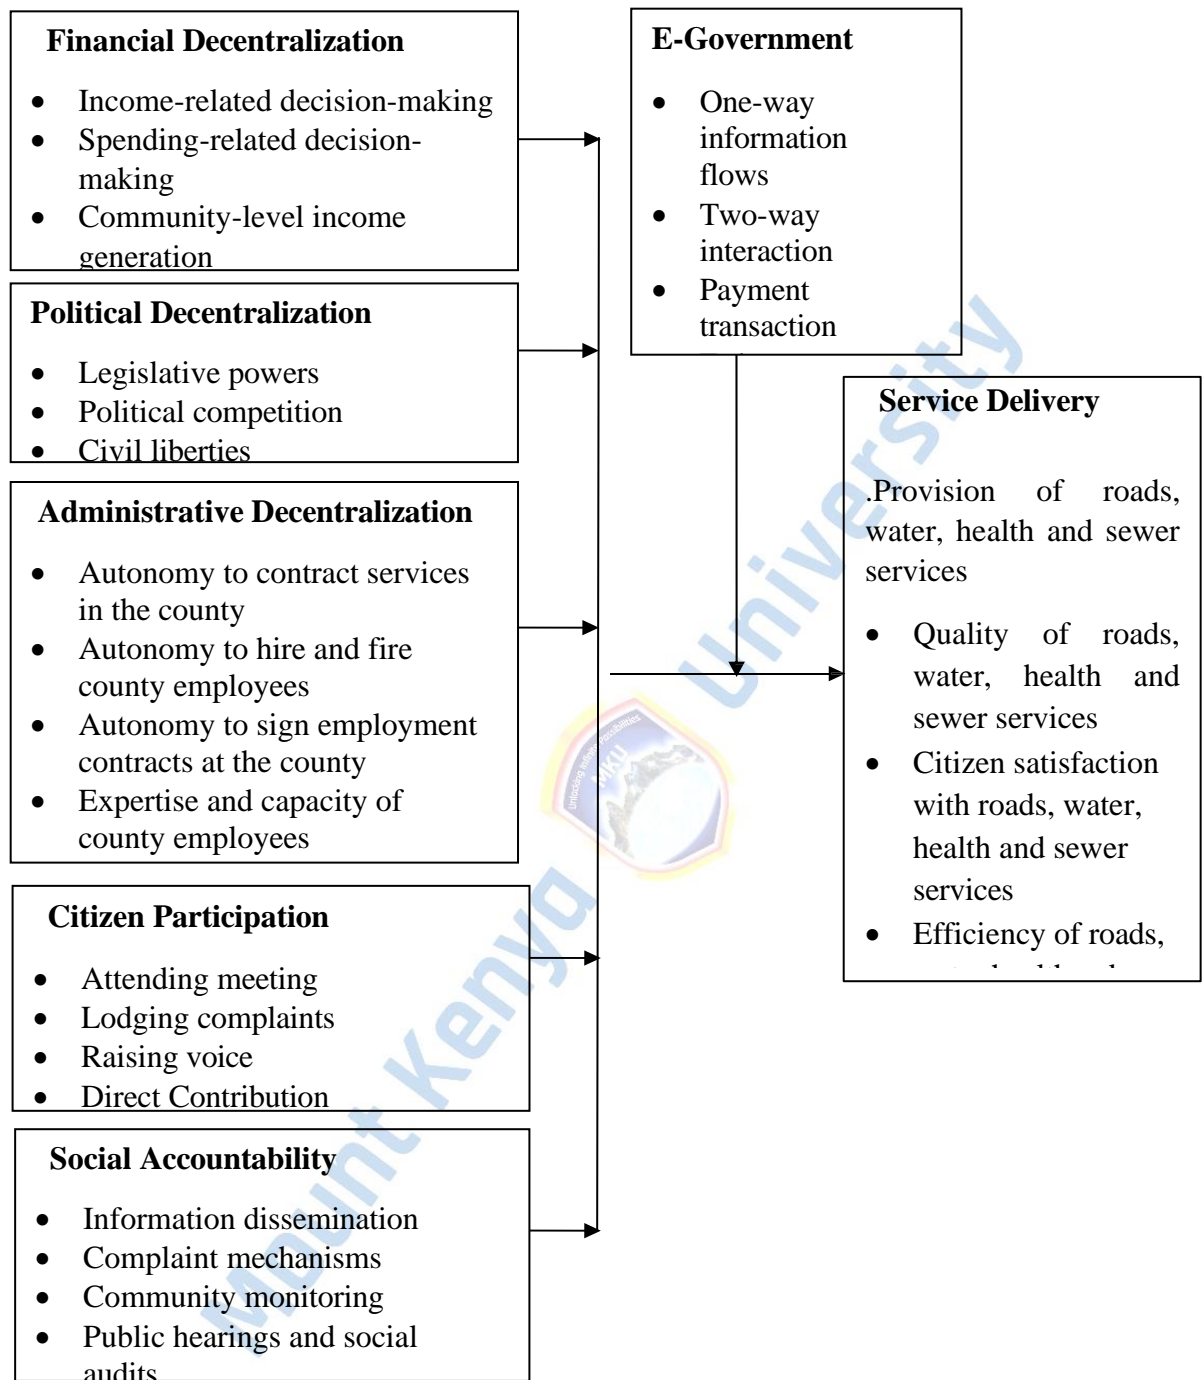 Financial Decentralization
• Income-related decision-making
• Spending-related decision-
making
• Community-level income
generation
Political Decentralization
• Legislative powers
• Political competition
• Civil liberties
Administrative Decentralization
• Autonomy to contract services
in the county
• Autonomy to hire and fire
county employees
• Autonomy to sign employment
contracts at the county
• Expertise and capacity of
county employees
Citizen Participation
• Attending meeting
• Lodging complaints
• Raising voice
• Direct Contribution
Social Accountability
• Information dissemination
• Complaint mechanisms
• Community monitoring
• Public hearings and social
audits
E-Government
• One-way
information
flows
• Two-way
interaction
• Payment
transaction
Service Delivery
.Provision of roads,
water, health and sewer
services
• Quality of roads,
water, health and
sewer services
• Citizen satisfaction
with roads, water,
health and sewer
services
• Efficiency of roads,
Mount Kenya University
MKU
Unlocking Infinite Possibilities